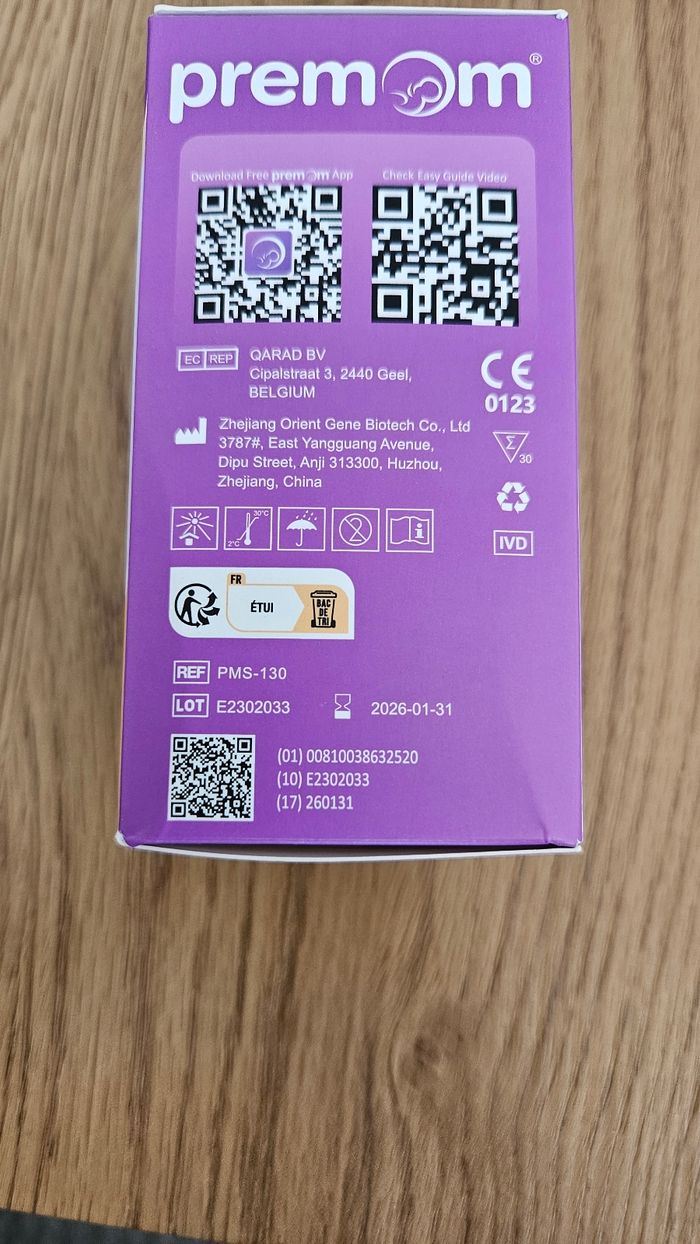 premom®
Download Free premom App
Check Easy Guide Video
EC REP
QARAD BV
Cipalstraat 3, 2440 Geel,
BELGIUM
CE
0123
Zhejiang Orient Gene Biotech Co., Ltd
3787#, East Yangguang Avenue,
Dipu Street, Anji 313300, Huzhou,
Zhejiang, China
Σ
30
2°C
30°C
2
i
IVD
FR
ÉTUI
BAC
DE
TRI
REF PMS-130
LOT E2302033
2026-01-31
(01) 00810038632520
(10) E2302033
(17) 260131